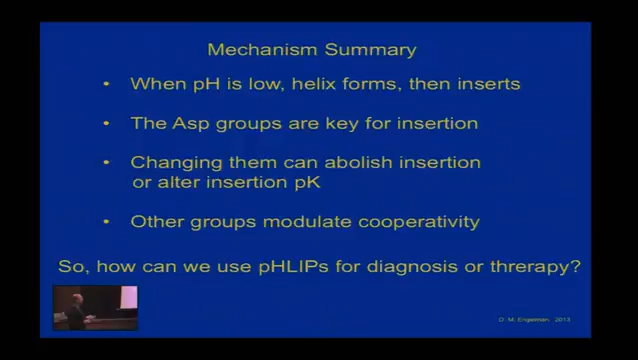 Mechanism Summary
• When pH is low, helix forms, then inserts
• The Asp groups are key for insertion
• Changing them can abolish insertion
or alter insertion pK
• Other groups modulate cooperativity
So, how can we use pHLIPs for diagnosis or threrapy?
D. M. Engelman, 2013